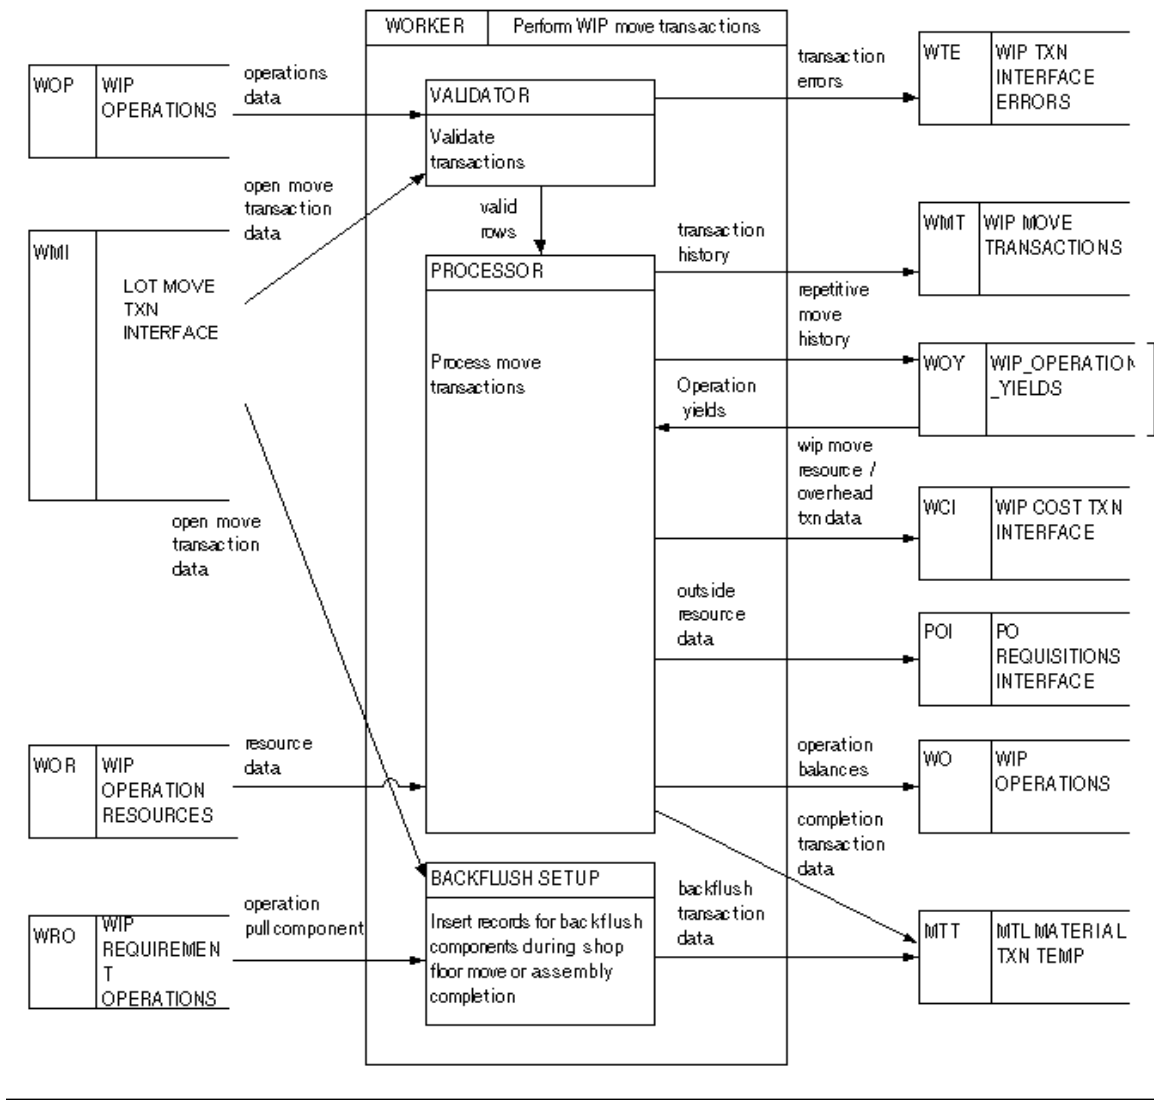 WORKER
Perform WIP move transactions
WOP
WIP
OPERATIONS
operations
data
VALIDATOR
Validate
transactions
transaction
errors
WTE
WIP TXN
INTERFACE
ERRORS
open move
transaction
data
valid
rows
WMI
LOT MOVE
TXN
INTERFACE
PROCESSOR
Process move
transactions
transaction
history
WMT
WIP MOVE
TRANSACTIONS
repetitive
move
history
WOY
WIP_OPERATION
_YIELDS
Operation
yields
wip move
resource /
overhead
txn data
WCI
WIP COST TXN
INTERFACE
open move
transaction
data
outside
resource
data
POI
PO
REQUISITIONS
INTERFACE
WOR
WIP
OPERATION
RESOURCES
resource
data
operation
balances
WO
WIP
OPERATIONS
completion
transaction
data
BACKFLUSH SETUP
Insert records for backflush
components during shop
floor move or assembly
completion
WRO
WIP
REQUIREMEN
T
OPERATIONS
operation
pull component
backflush
transaction
data
MTT
MTL MATERIAL
TXN TEMP